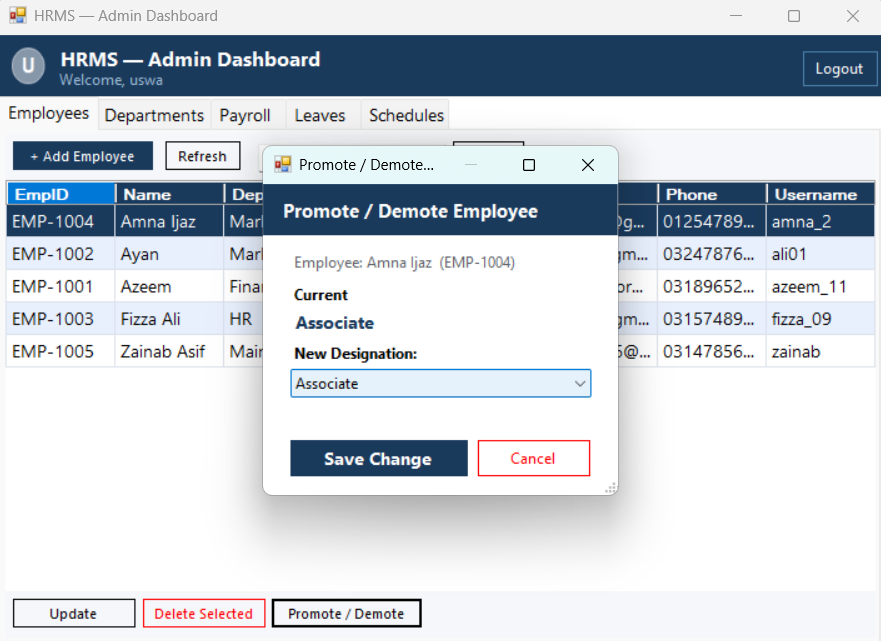 HRMS — Admin Dashboard
U
HRMS — Admin Dashboard
Welcome, uswa
Logout
Employees Departments Payroll Leaves Schedules
+ Add Employee Refresh
EmpID Name Dep Phone Username
EMP-1004 Amna Ijaz Mar @g... 01254789... amna_2
EMP-1002 Ayan Mar gm... 03247876... ali01
EMP-1001 Azeem Finar or... 03189652... azeem_11
EMP-1003 Fizza Ali HR gm... 03157489... fizza_09
EMP-1005 Zainab Asif Main 5@... 03147856... zainab
Promote / Demote...
Promote / Demote Employee
Employee: Amna Ijaz (EMP-1004)
Current
Associate
New Designation:
Associate
Save Change Cancel
Update Delete Selected Promote / Demote